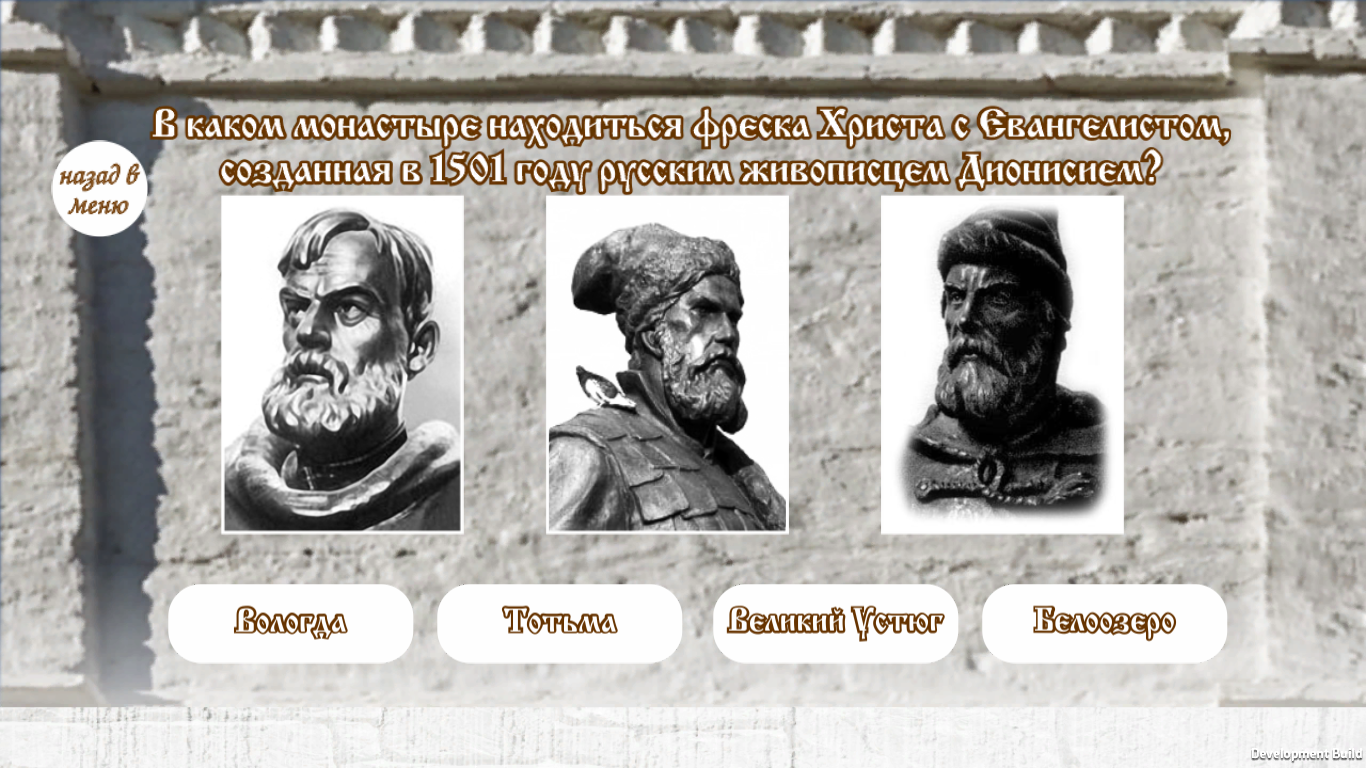 В каком монастыре находиться фреска Христа с Евангелистом,
созданная в 1501 году русским живописцем Дионисием?
назад в
меню
Вологда
Тотьма
Великий Устюг
Белоозеро
Development Build